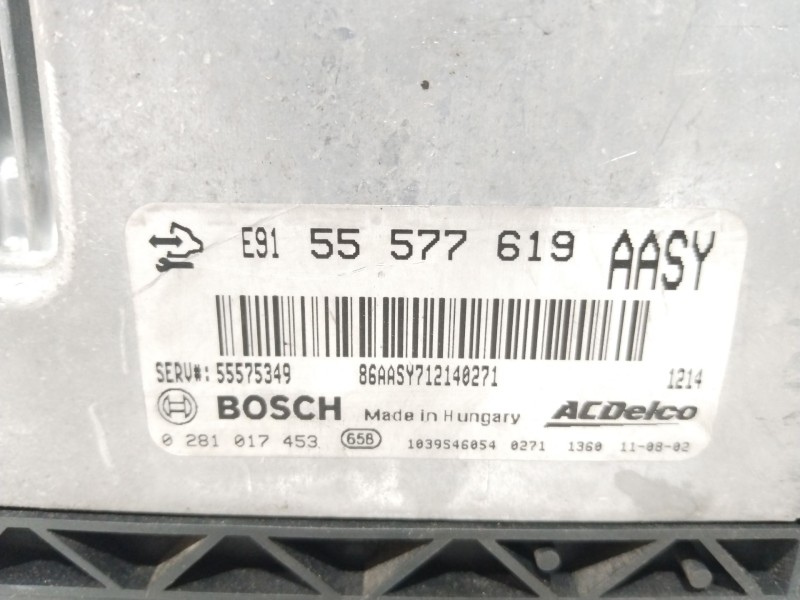 E91 55 577 619 AASY
SERV#: 55575349 86AASY712140271 1214
BOSCH Made in Hungary ACDelco
0 281 017 453 658 1039S46054 0271 1360 11-08-02